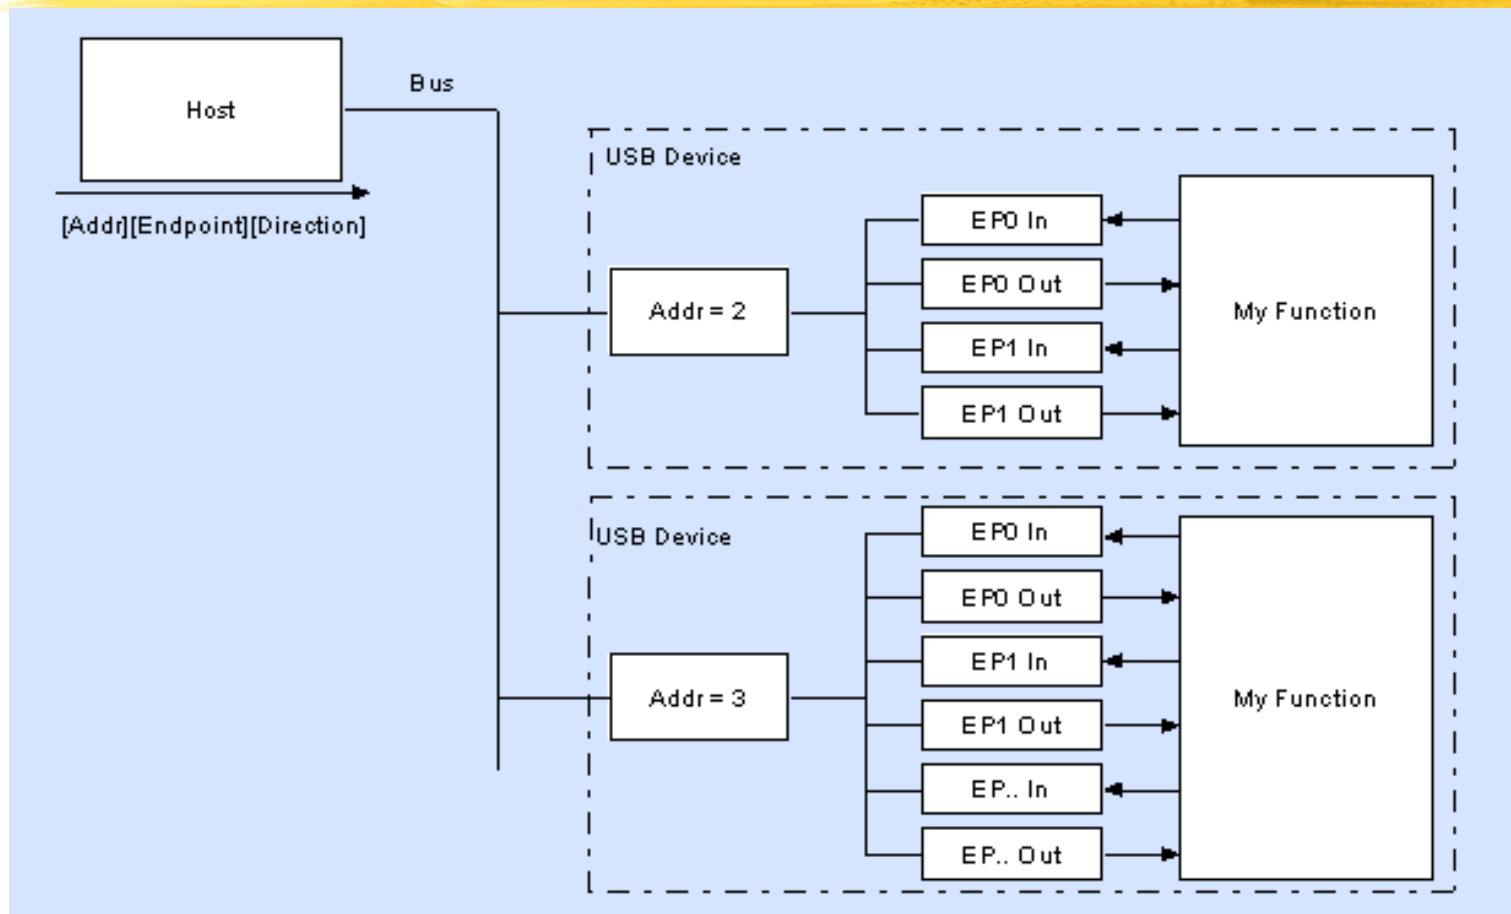 Host
Bus
[Addr][Endpoint][Direction]
USB Device
Addr = 2
EP0 In
EP0 Out
EP1 In
EP1 Out
My Function
USB Device
Addr = 3
EP0 In
EP0 Out
EP1 In
EP1 Out
EP.. In
EP.. Out
My Function